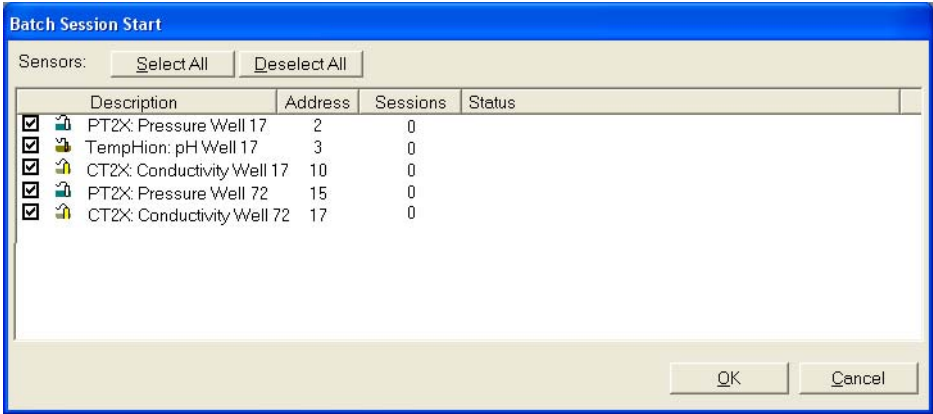 Batch Session Start
Sensors: Select All Deselect All
Description Address Sessions Status
PT2X: Pressure Well 17 2 0
TempHion: pH Well 17 3 0
CT2X: Conductivity Well 17 10 0
PT2X: Pressure Well 72 15 0
CT2X: Conductivity Well 72 17 0
OK Cancel